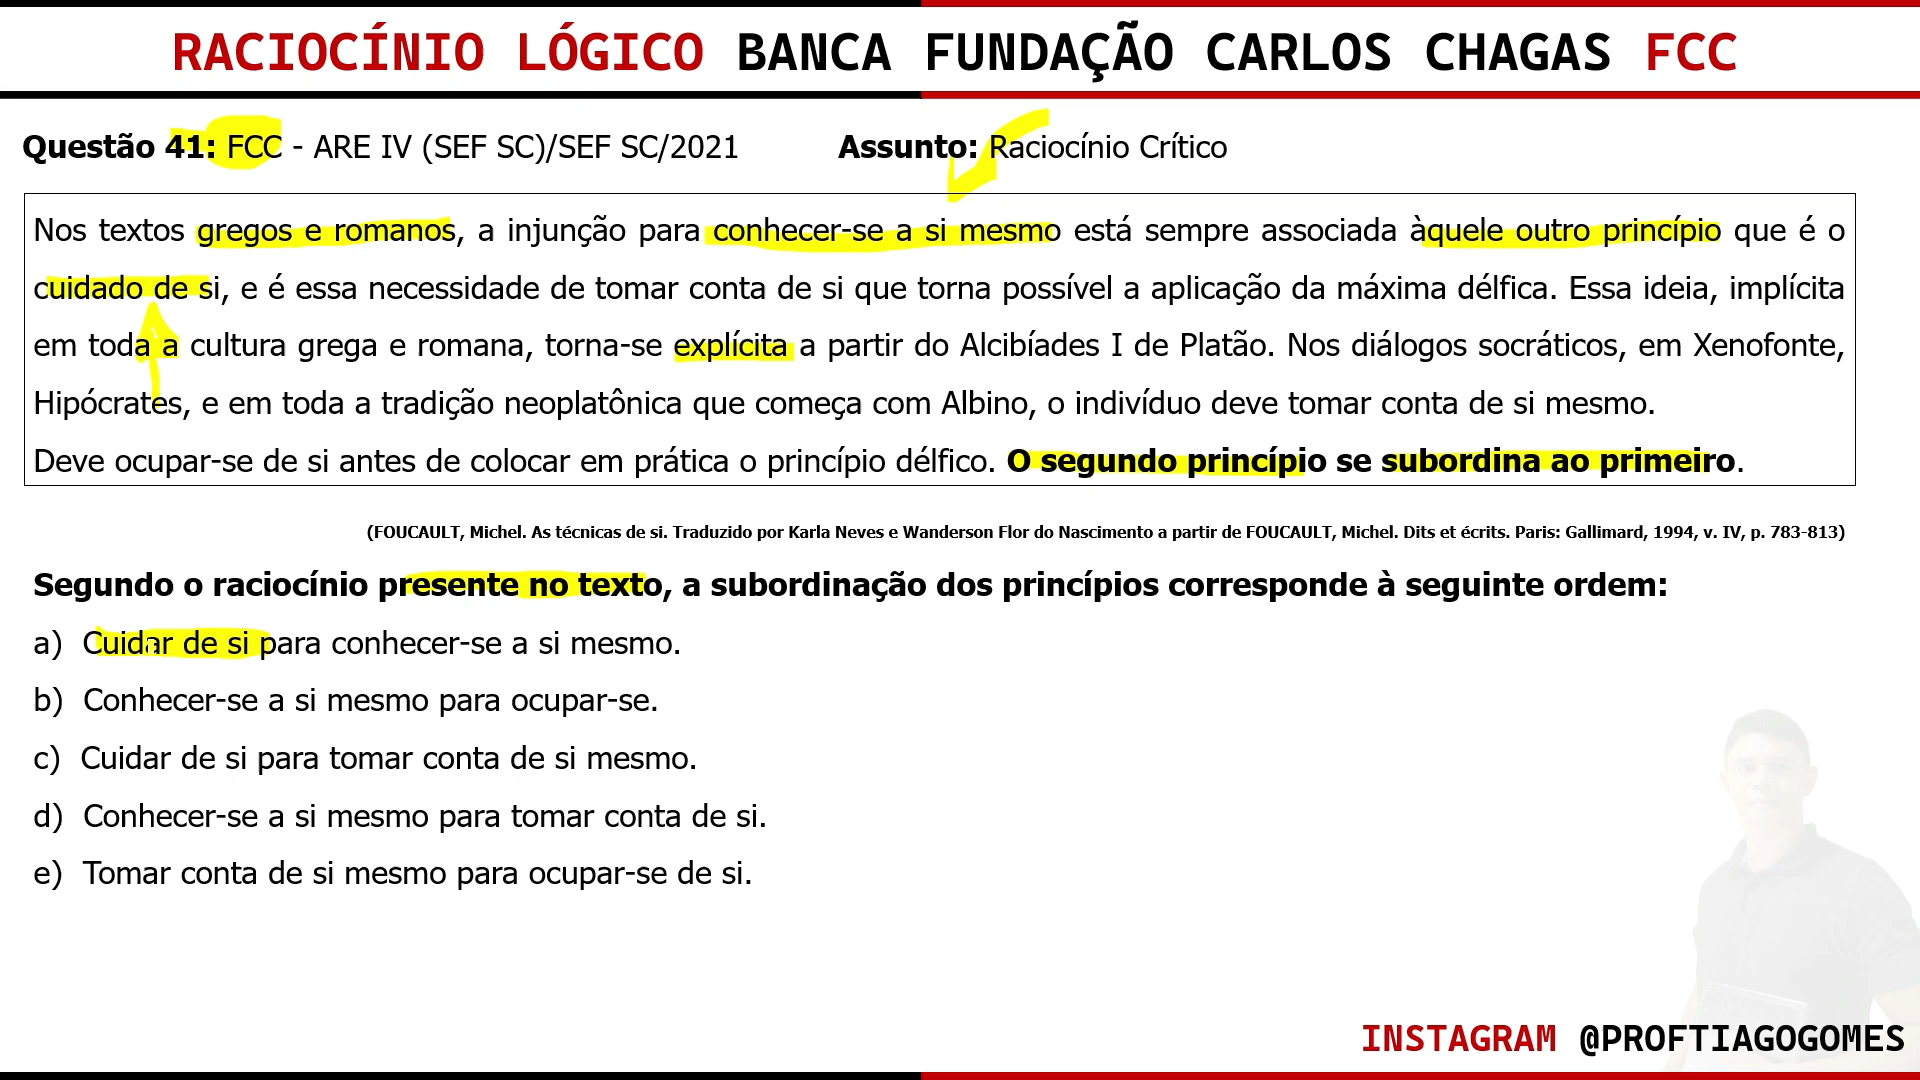 RACIOCÍNIO LÓGICO BANCA FUNDAÇÃO CARLOS CHAGAS FCC
Questão 41: FCC - ARE IV (SEF SC)/SEF SC/2021 Assunto: Raciocínio Crítico
Nos textos gregos e romanos, a injunção para conhecer-se a si mesmo está sempre associada àquele outro princípio que é o
cuidado de si, e é essa necessidade de tomar conta de si que torna possível a aplicação da máxima délfica. Essa ideia, implícita
em toda a cultura grega e romana, torna-se explícita a partir do Alcibíades I de Platão. Nos diálogos socráticos, em Xenofonte,
Hipócrates, e em toda a tradição neoplatônica que começa com Albino, o indivíduo deve tomar conta de si mesmo.
Deve ocupar-se de si antes de colocar em prática o princípio délfico. O segundo princípio se subordina ao primeiro.
(FOUCAULT, Michel. As técnicas de si. Traduzido por Karla Neves e Wanderson Flor do Nascimento a partir de FOUCAULT, Michel. Dits et écrits. Paris: Gallimard, 1994, v. IV, p. 783-813)
Segundo o raciocínio presente no texto, a subordinação dos princípios corresponde à seguinte ordem:
a) Cuidar de si para conhecer-se a si mesmo.
b) Conhecer-se a si mesmo para ocupar-se.
c) Cuidar de si para tomar conta de si mesmo.
d) Conhecer-se a si mesmo para tomar conta de si.
e) Tomar conta de si mesmo para ocupar-se de si.
INSTAGRAM @PROFTIAGOGOMES